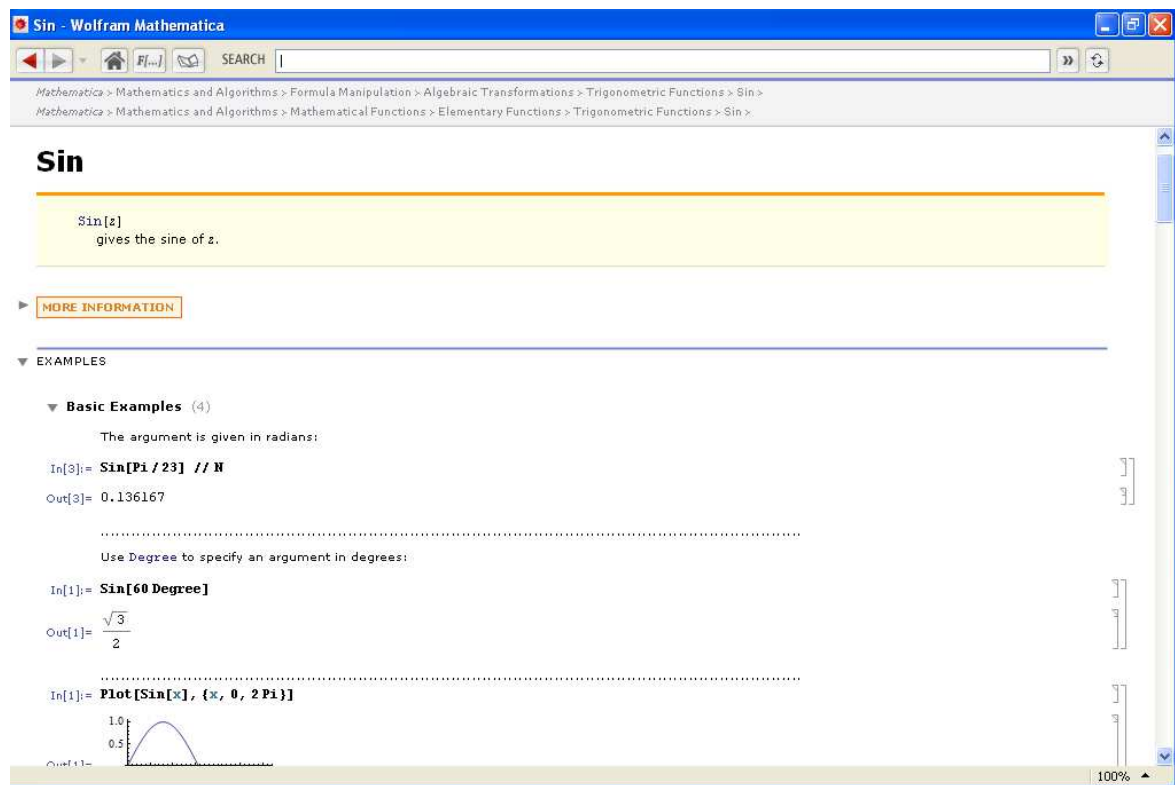 Sin - Wolfram Mathematica
F[...] SEARCH »
Mathematica > Mathematics and Algorithms > Formula Manipulation > Algebraic Transformations > Trigonometric Functions > Sin >
Mathematica > Mathematics and Algorithms > Mathematical Functions > Elementary Functions > Trigonometric Functions > Sin >
Sin
Sin[z]
gives the sine of z.
MORE INFORMATION
EXAMPLES
Basic Examples (4)
The argument is given in radians:
In[3]:= Sin[Pi / 23] // N
Out[3]= 0.136167
Use Degree to specify an argument in degrees:
In[1]:= Sin[60 Degree]
Out[1]= √3 / 2
In[1]:= Plot[Sin[x], {x, 0, 2 Pi}]
1.0
0.5
Out[1]=
100%